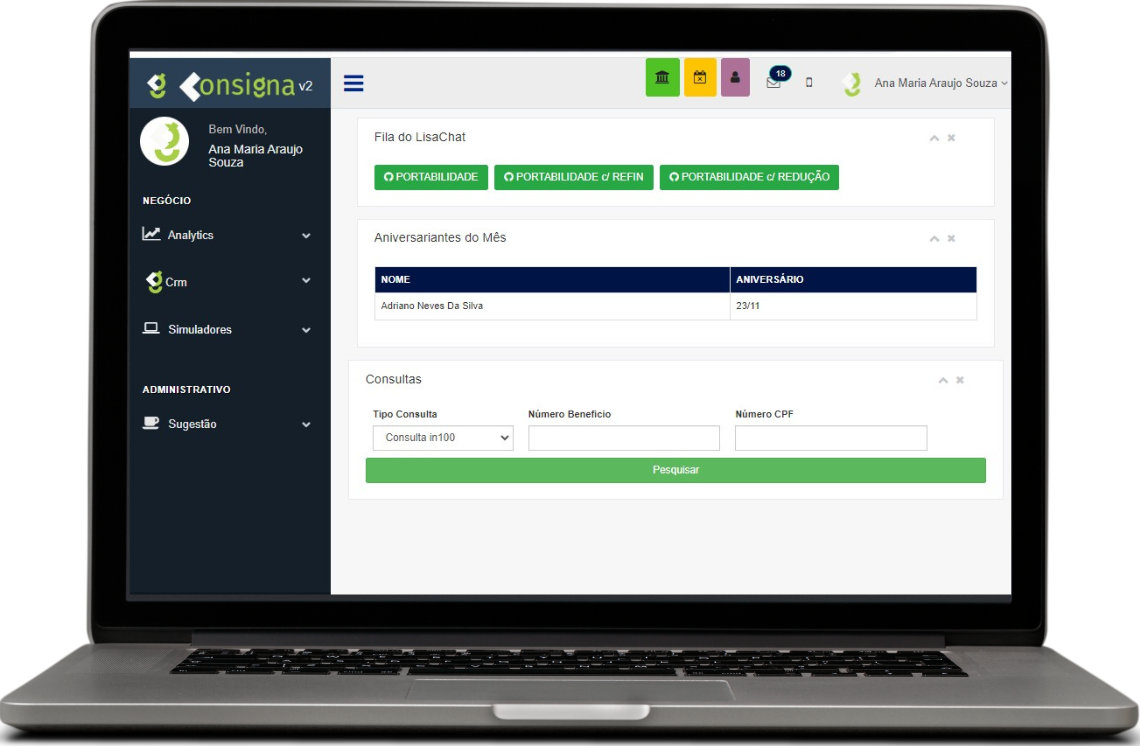 Consigna v2
18
Ana Maria Araujo Souza
Bem Vindo,
Ana Maria Araujo
Souza
NEGÓCIO
Analytics
Crm
Simuladores
ADMINISTRATIVO
Sugestão
Fila do LisaChat
PORTABILIDADE
PORTABILIDADE c/ REFIN
PORTABILIDADE c/ REDUÇÃO
Aniversariantes do Mês
NOME ANIVERSÁRIO
Adriano Neves Da Silva 23/11
Consultas
Tipo Consulta Número Beneficio Número CPF
Consulta in100
Pesquisar